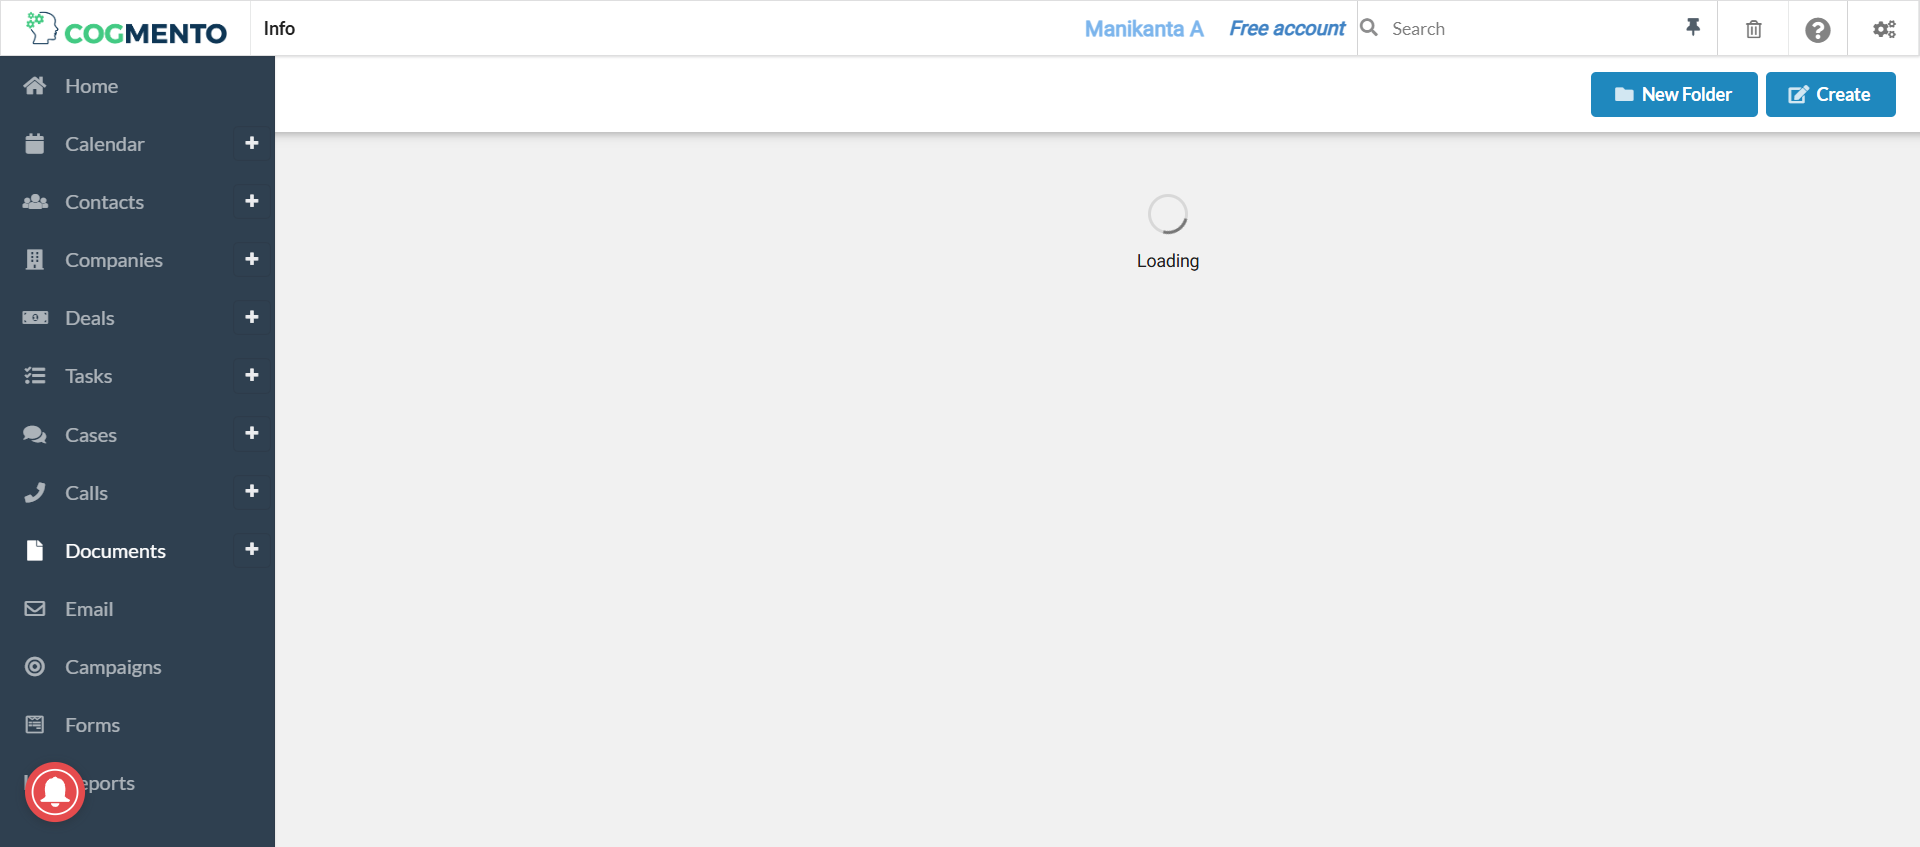 COGMENTO
Info
Manikanta A
Free account
Search
New Folder
Create
Home
Calendar
Contacts
Companies
Deals
Tasks
Cases
Calls
Documents
Email
Campaigns
Forms
eports
Loading